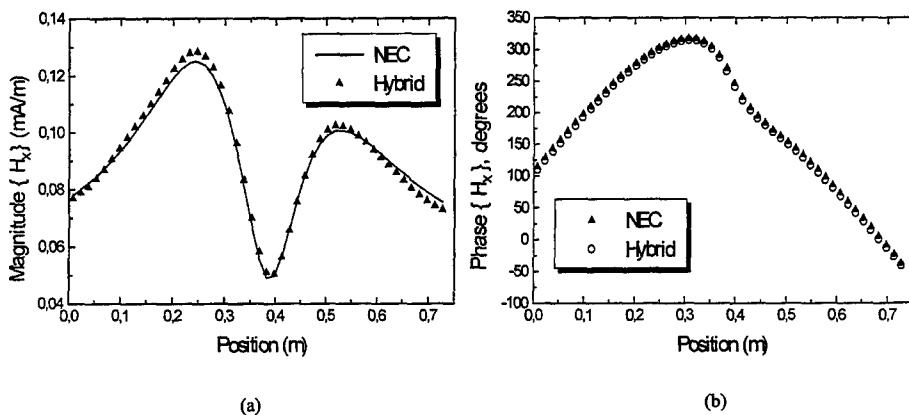 0,14
0,12
0,10
0,08
0,06
0,04
Magnitude { Hx} (mA/m)
NEC
Hybrid
0,0 0,1 0,2 0,3 0,4 0,5 0,6 0,7
Position (m)
(a)
350
300
250
200
150
100
50
0
-50
-100
Phase { Hx}, degrees
NEC
Hybrid
0,0 0,1 0,2 0,3 0,4 0,5 0,6 0,7
Position (m)
(b)